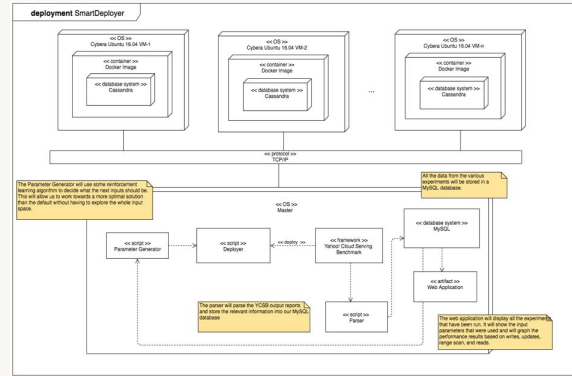 deployment SmartDeployer
<< OS >>
Cybera Ubuntu 16.04 VM-1
<< container >>
Docker Image
<< database system >>
Cassandra
<< OS >>
Cybera Ubuntu 16.04 VM-2
<< container >>
Docker Image
<< database system >>
Cassandra
...
<< OS >>
Cybera Ubuntu 16.04 VM-n
<< container >>
Docker Image
<< database system >>
Cassandra
<< protocol >>
TCP/IP
The Parameter Generator will use some reinforcement
learning algorithm to decide what the next inputs should be.
This will allow us to work towards a more optimal solution
than the default without having to explore the whole input
space.
All the data from the various
experiments will be stored in a
MySQL database.
<< OS >>
Master
<< script >>
Parameter Generator
<< script >>
Deployer
<< deploy >>
<< framework >>
Yahoo! Cloud Serving
Benchmark
<< database system >>
MySQL
<< artifact >>
Web Application
The parser will parse the YCSB output reports
and store the relevant information into our MySQL
database
<< script >>
Parser
The web application will display all the experiments
that have been run. It will show the input
parameters that were used and will graph the
performance results based on writes, updates,
range scan, and reads.